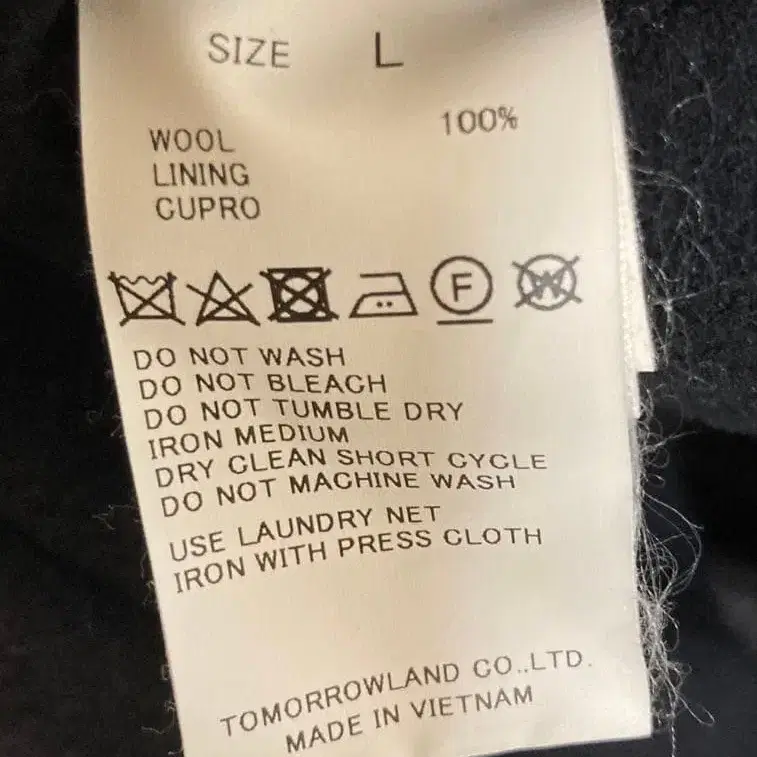 SIZE L
WOOL 100%
LINING
CUPRO
F W
DO NOT WASH
DO NOT BLEACH
DO NOT TUMBLE DRY
IRON MEDIUM
DRY CLEAN SHORT CYCLE
DO NOT MACHINE WASH
USE LAUNDRY NET
IRON WITH PRESS CLOTH
TOMORROWLAND CO.,LTD.
MADE IN VIETNAM